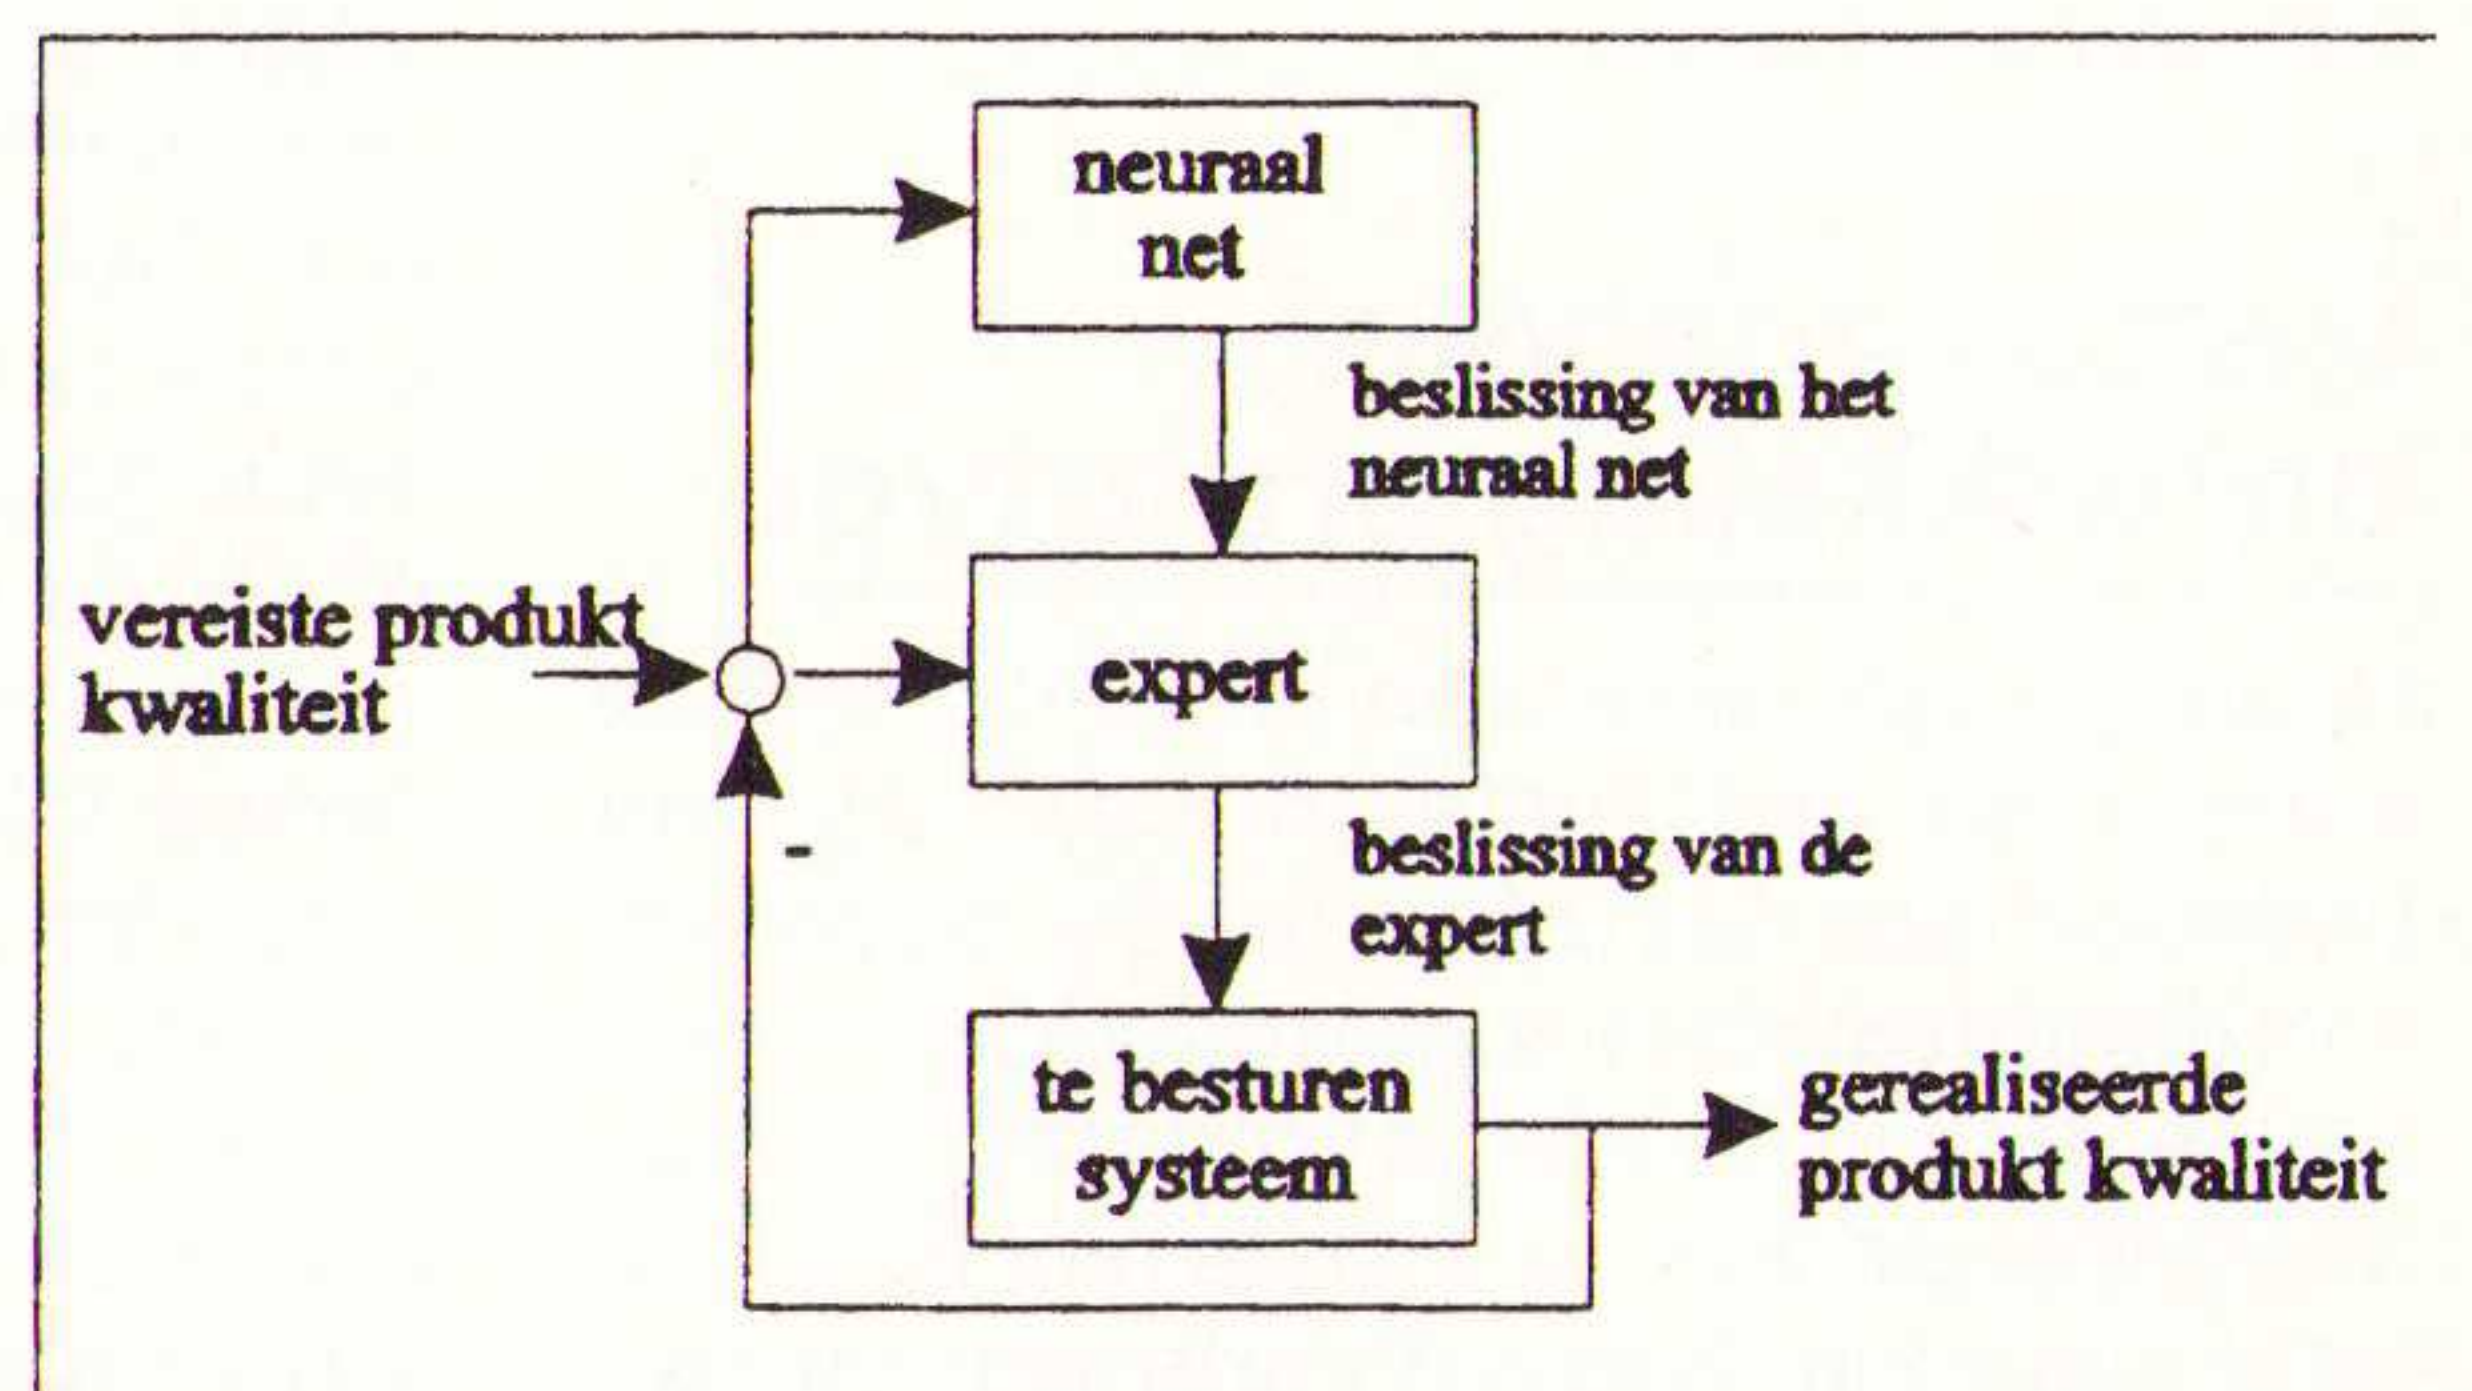 neuraal
net
beslissing van het
neuraal net
vereiste produkt
kwaliteit
expert
-
beslissing van de
expert
te besturen
systeem
gerealiseerde
produkt kwaliteit